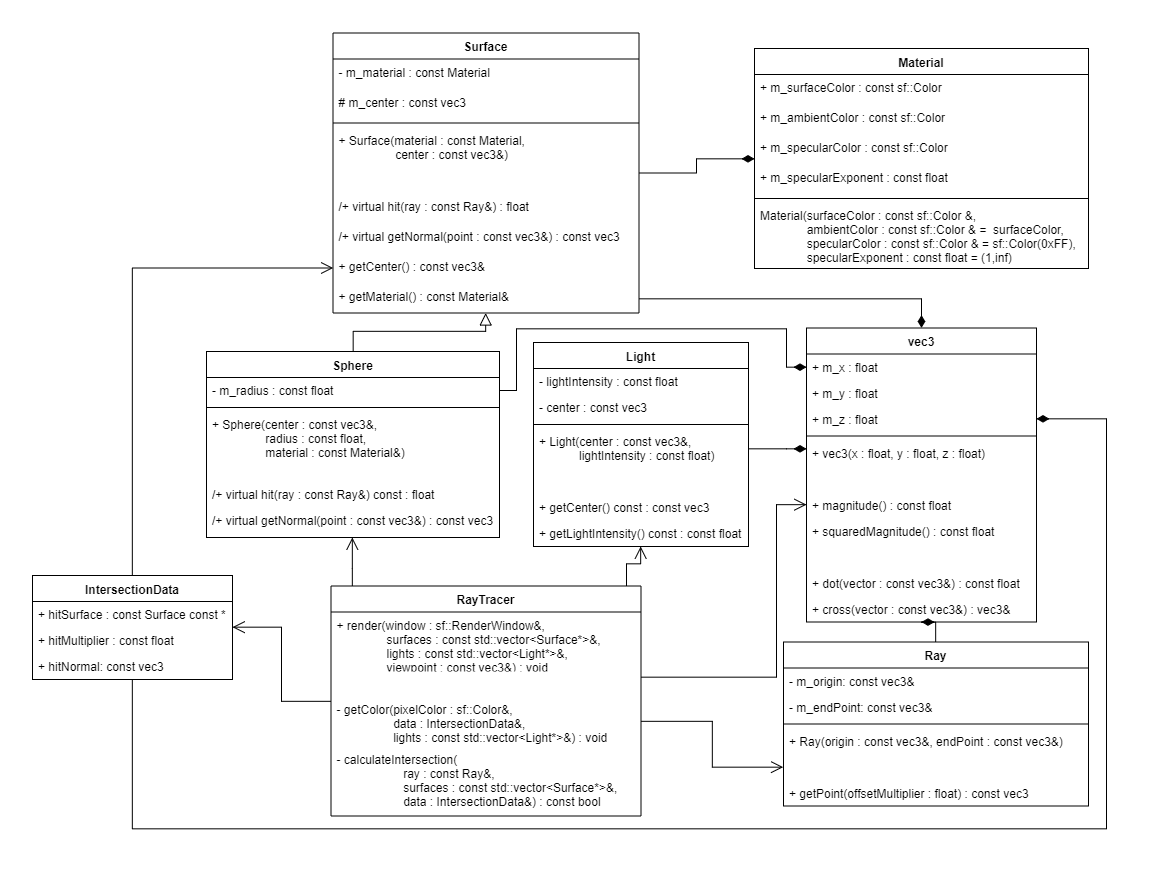 Surface
- m_material : const Material
# m_center : const vec3
+ Surface(material : const Material,
center : const vec3&)
/+ virtual hit(ray : const Ray&) : float
/+ virtual getNormal(point : const vec3&) : const vec3
+ getCenter() : const vec3&
+ getMaterial() : const Material&
Material
+ m_surfaceColor : const sf::Color
+ m_ambientColor : const sf::Color
+ m_specularColor : const sf::Color
+ m_specularExponent : const float
Material(surfaceColor : const sf::Color &,
ambientColor : const sf::Color & = surfaceColor,
specularColor : const sf::Color & = sf::Color(0xFF),
specularExponent : const float = (1,inf)
Sphere
- m_radius : const float
+ Sphere(center : const vec3&,
radius : const float,
material : const Material&)
/+ virtual hit(ray : const Ray&) const : float
/+ virtual getNormal(point : const vec3&) : const vec3
Light
- lightIntensity : const float
- center : const vec3
+ Light(center : const vec3&,
lightIntensity : const float)
+ getCenter() const : const vec3
+ getLightIntensity() const : const float
vec3
+ m_x : float
+ m_y : float
+ m_z : float
+ vec3(x : float, y : float, z : float)
+ magnitude() : const float
+ squaredMagnitude() : const float
+ dot(vector : const vec3&) : const float
+ cross(vector : const vec3&) : vec3&
IntersectionData
+ hitSurface : const Surface const *
+ hitMultiplier : const float
+ hitNormal: const vec3
RayTracer
+ render(window : sf::RenderWindow&,
surfaces : const std::vector<Surface*>&,
lights : const std::vector<Light*>&,
viewpoint : const vec3&) : void
- getColor(pixelColor : sf::Color&,
data : IntersectionData&,
lights : const std::vector<Light*>&) : void
- calculateIntersection(
ray : const Ray&,
surfaces : const std::vector<Surface*>&,
data : IntersectionData&) : const bool
Ray
- m_origin: const vec3&
- m_endPoint: const vec3&
+ Ray(origin : const vec3&, endPoint : const vec3&)
+ getPoint(offsetMultiplier : float) : const vec3